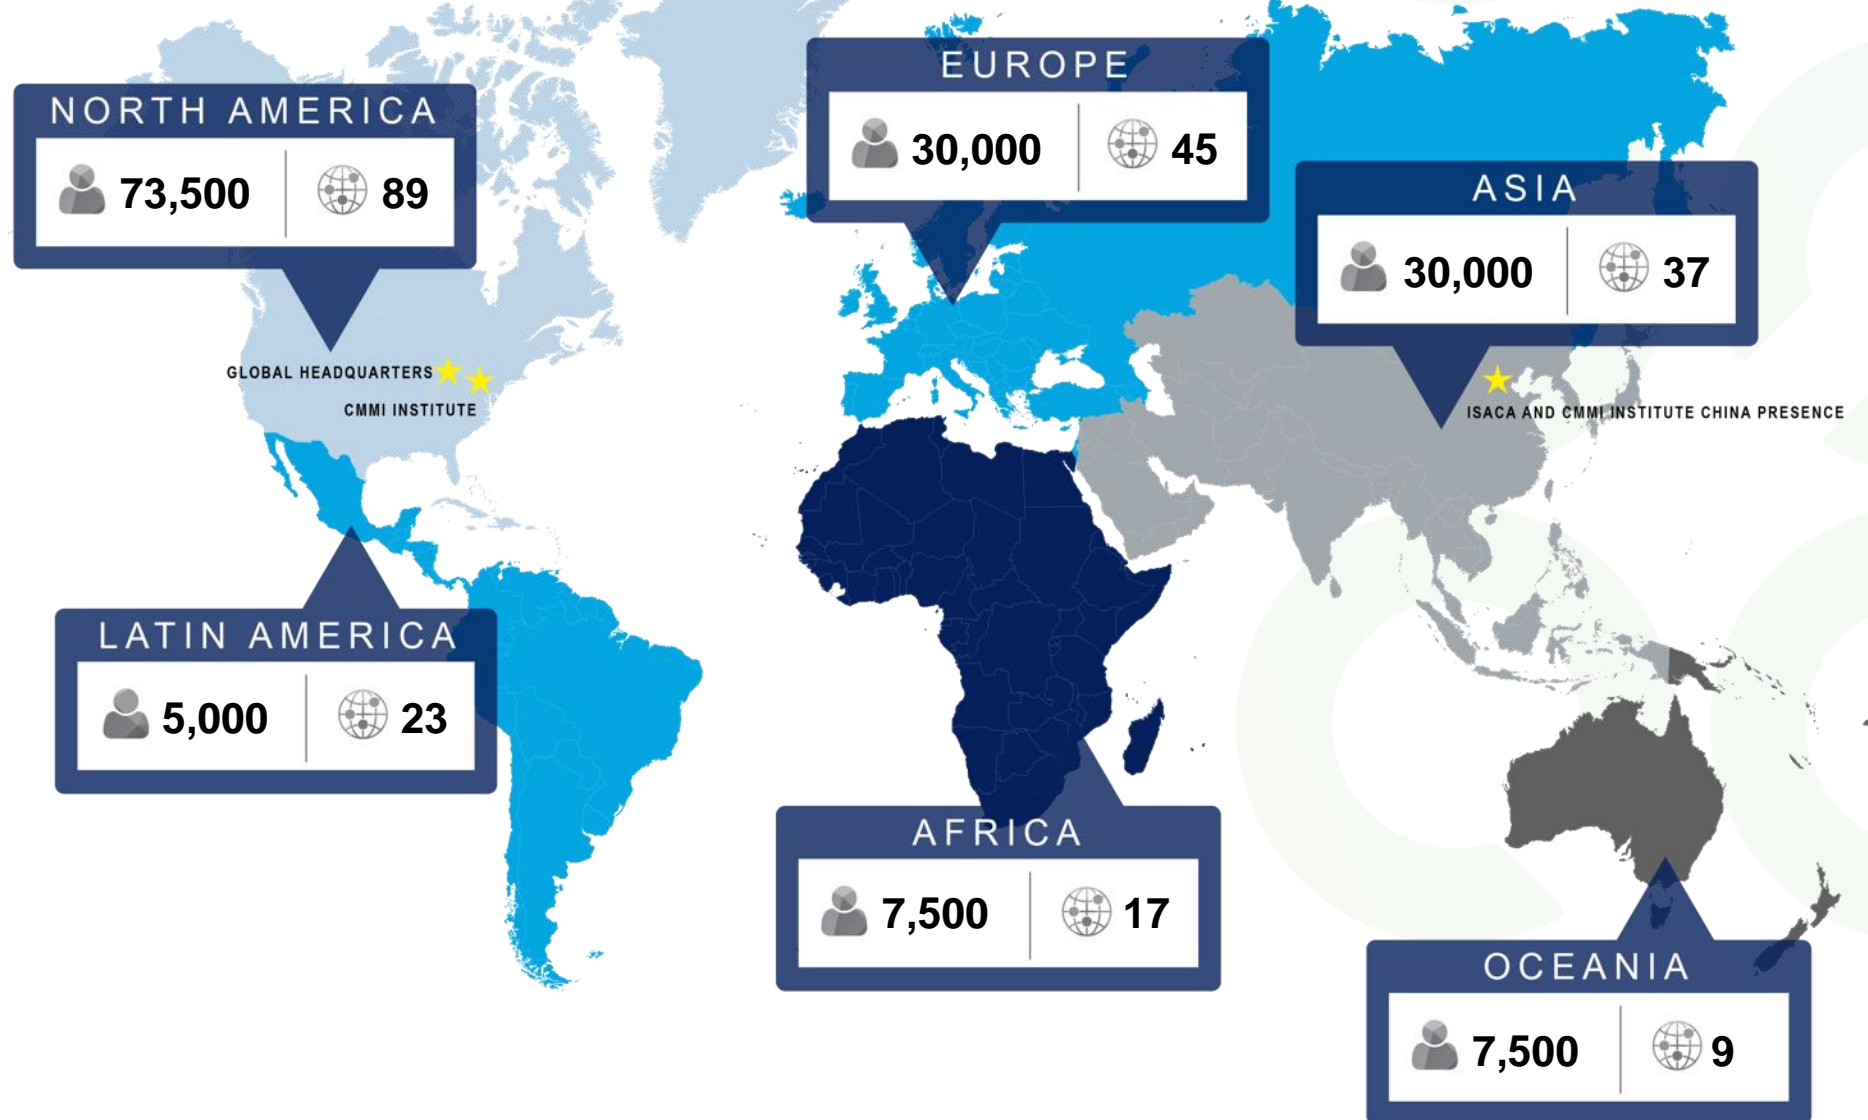 NORTH AMERICA
73,500 89
EUROPE
30,000 45
ASIA
30,000 37
GLOBAL HEADQUARTERS
CMMI INSTITUTE
ISACA AND CMMI INSTITUTE CHINA PRESENCE
LATIN AMERICA
5,000 23
AFRICA
7,500 17
OCEANIA
7,500 9